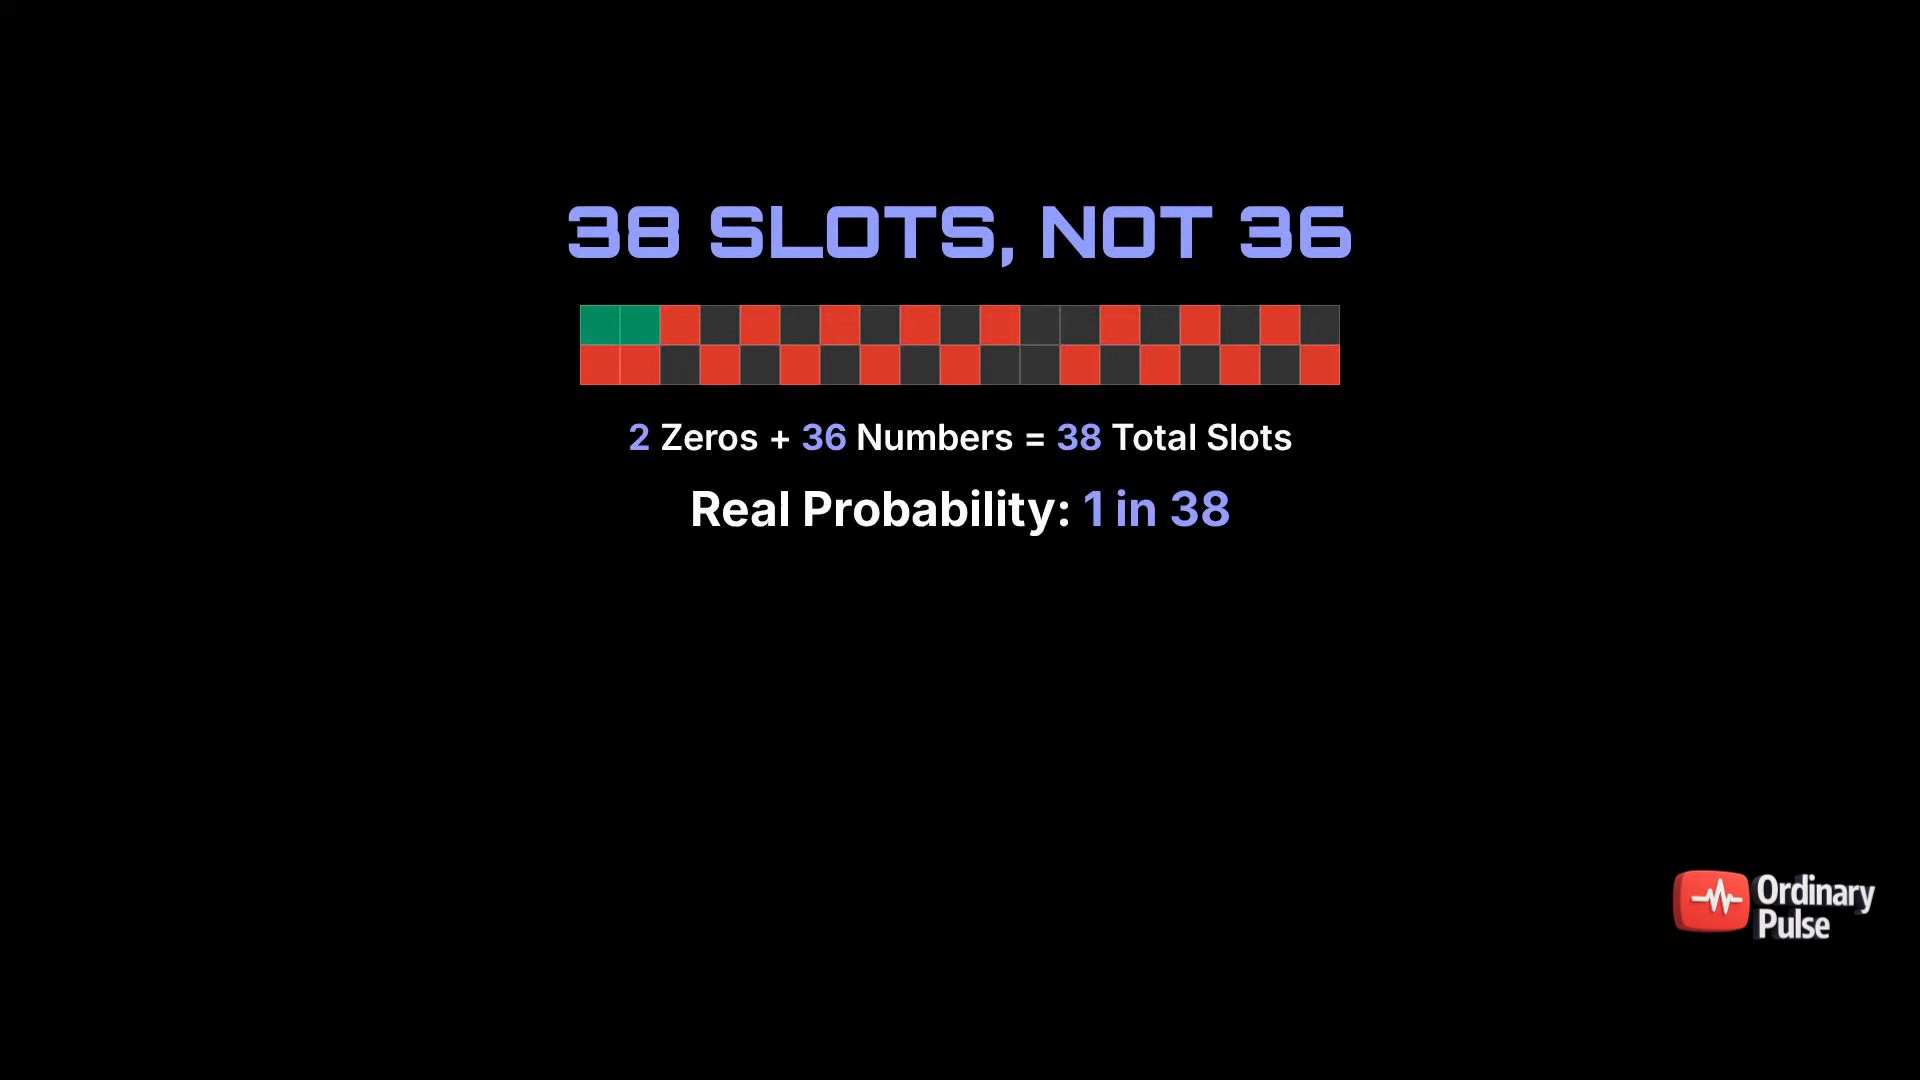 38 SLOTS, NOT 36
2 Zeros + 36 Numbers = 38 Total Slots
Real Probability: 1 in 38
Ordinary
Pulse